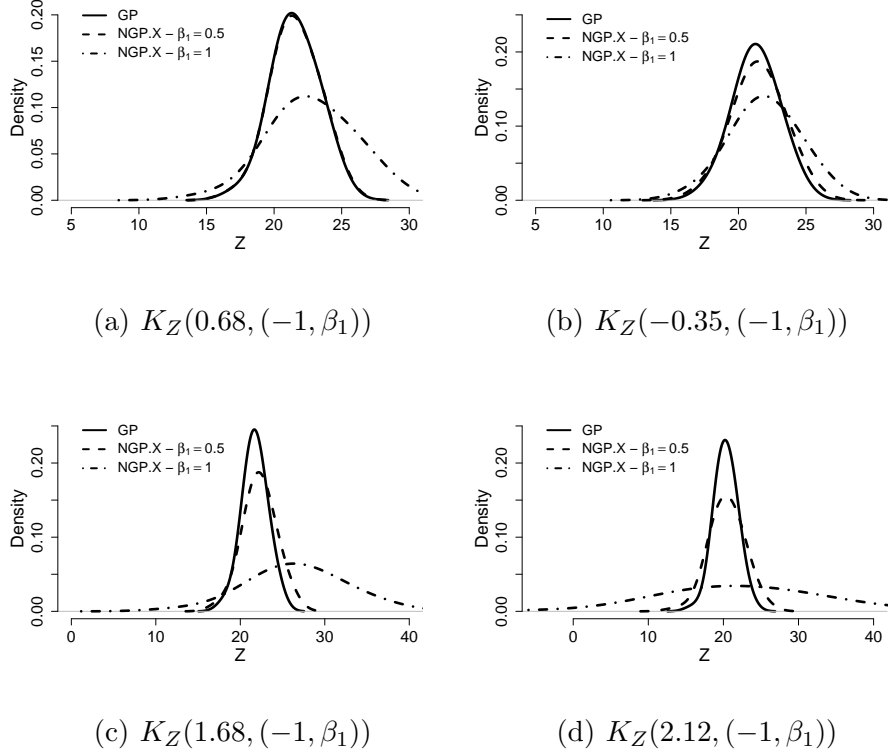 GP
NGP.X − β₁ = 0.5
NGP.X − β₁ = 1
Density
0.00 0.05 0.10 0.15 0.20
5 10 15 20 25 30
Z
(a) K_Z(0.68, (−1, β₁))
GP
NGP.X − β₁ = 0.5
NGP.X − β₁ = 1
Density
0.00 0.10 0.20
5 10 15 20 25 30
Z
(b) K_Z(−0.35, (−1, β₁))
GP
NGP.X − β₁ = 0.5
NGP.X − β₁ = 1
Density
0.00 0.10 0.20
0 10 20 30 40
Z
(c) K_Z(1.68, (−1, β₁))
GP
NGP.X − β₁ = 0.5
NGP.X − β₁ = 1
Density
0.00 0.10 0.20
0 10 20 30 40
Z
(d) K_Z(2.12, (−1, β₁))